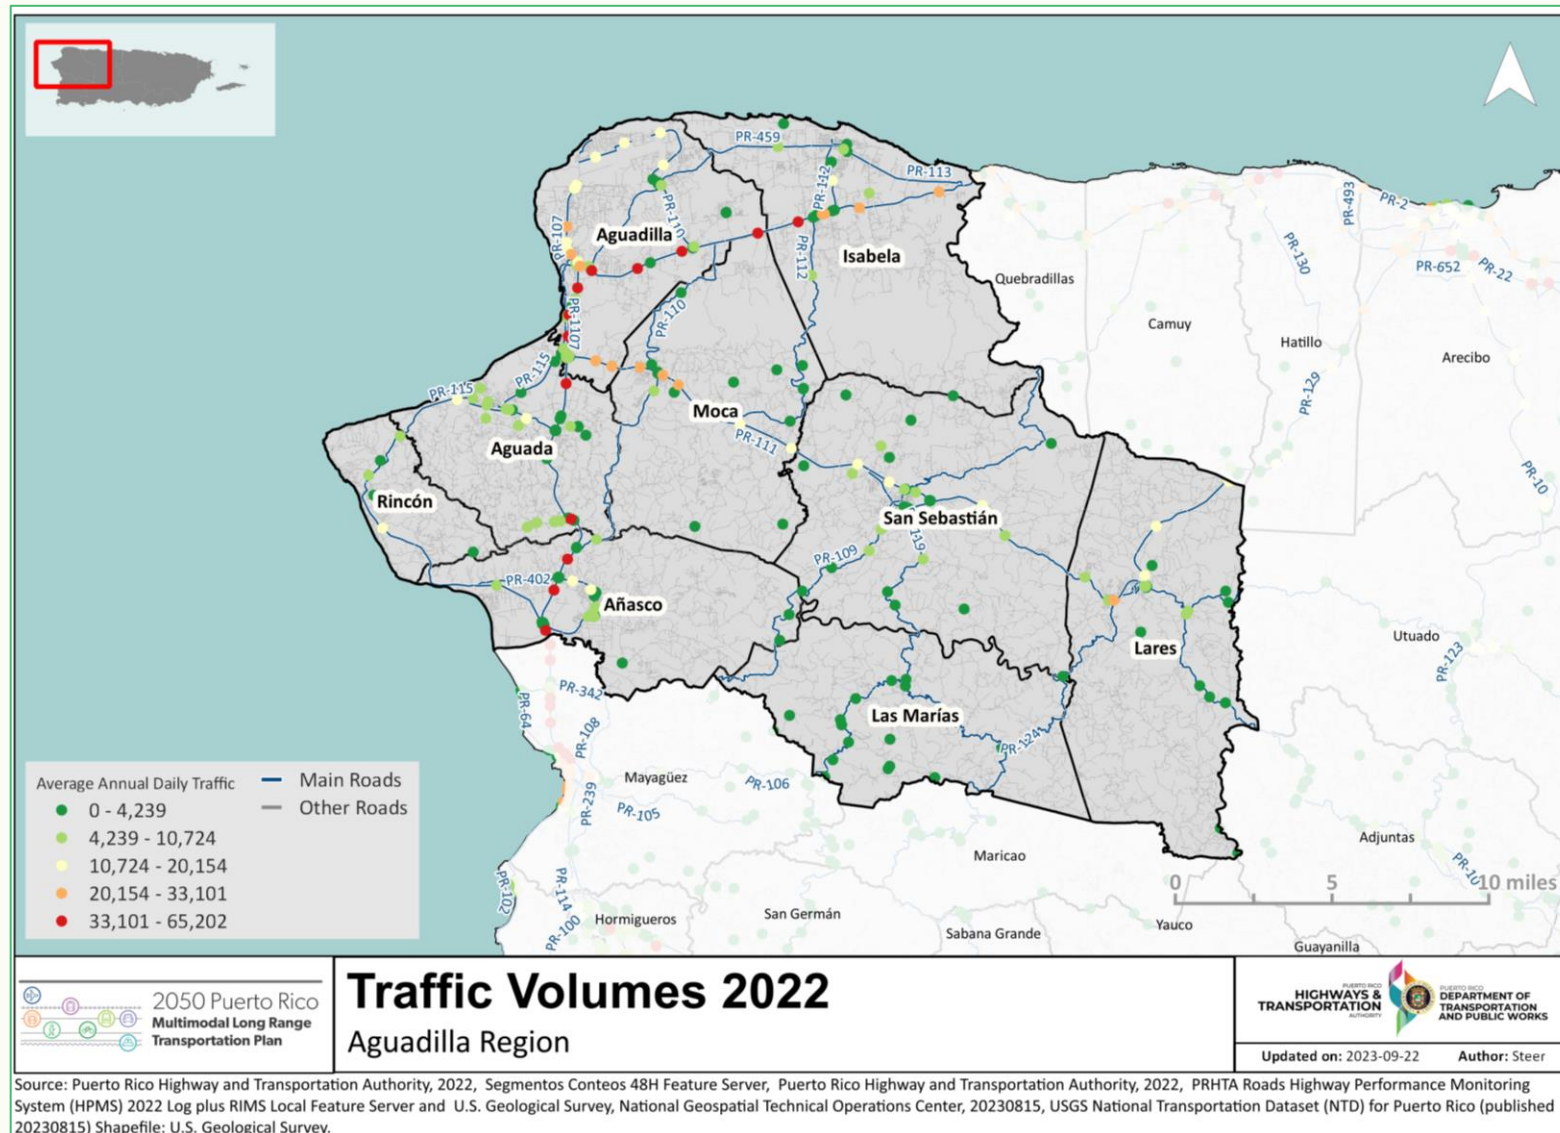 PR-459
PR-113
PR-112
PR-493
PR-2
PR-110
PR-107
Aguadilla
Isabela
PR-130
PR-112
PR-652
PR-22
Quebradillas
PR-110
PR-1107
Camuy
Hatillo
Arecibo
PR-115
PR-115
PR-129
Moca
PR-111
Aguada
PR-10
Rincón
San Sebastián
119
PR-109
PR-402
Añasco
Utuado
Lares
PR-123
PR-342
PR-64
Las Marías
PR-108
PR-124
Mayagüez
PR-106
PR-239
PR-105
Adjuntas
Maricao
PR-10
PR-102
PR-114
San Germán
Hormigueros
PR-100
Sabana Grande
Yauco
Guayanilla
0 5 10 miles
Average Annual Daily Traffic
0 - 4,239
4,239 - 10,724
10,724 - 20,154
20,154 - 33,101
33,101 - 65,202
Main Roads
Other Roads
2050 Puerto Rico
Multimodal Long Range
Transportation Plan
Traffic Volumes 2022
Aguadilla Region
PUERTO RICO
HIGHWAYS &
TRANSPORTATION
AUTHORITY
PUERTO RICO
DEPARTMENT OF
TRANSPORTATION
AND PUBLIC WORKS
Updated on: 2023-09-22 Author: Steer
Source: Puerto Rico Highway and Transportation Authority, 2022, Segmentos Conteos 48H Feature Server, Puerto Rico Highway and Transportation Authority, 2022, PRHTA Roads Highway Performance Monitoring
System (HPMS) 2022 Log plus RIMS Local Feature Server and U.S. Geological Survey, National Geospatial Technical Operations Center, 20230815, USGS National Transportation Dataset (NTD) for Puerto Rico (published
20230815) Shapefile: U.S. Geological Survey.